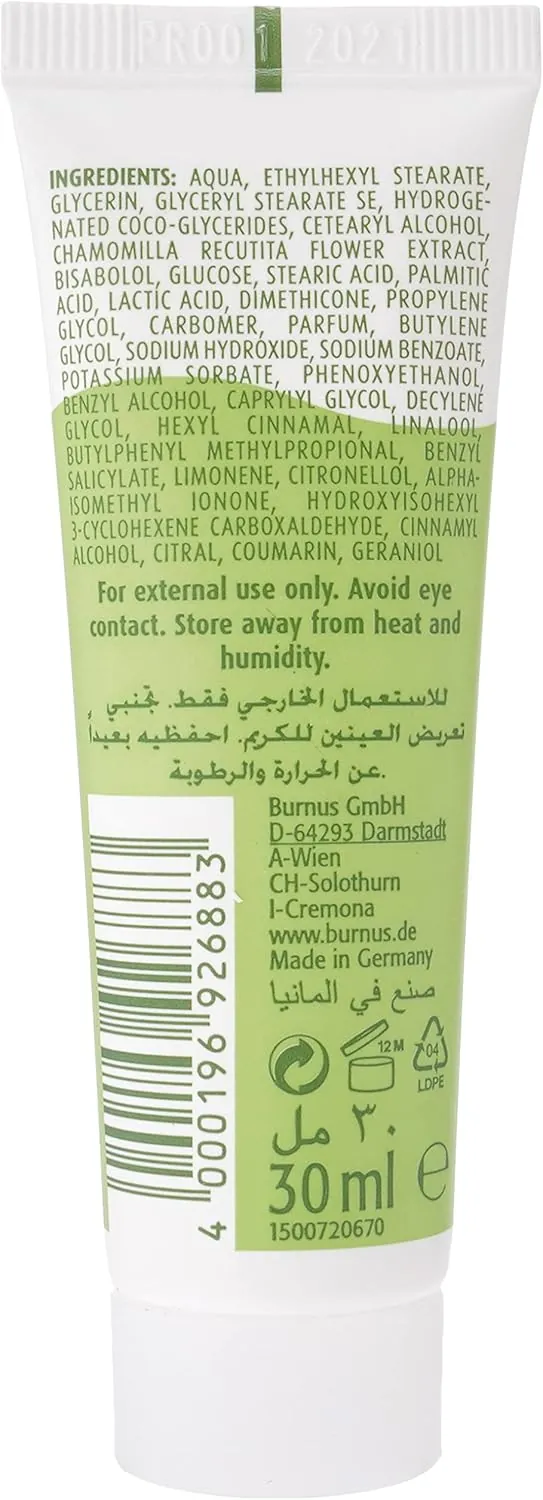 PR001 2021
INGREDIENTS: AQUA, ETHYLHEXYL STEARATE,
GLYCERIN, GLYCERYL STEARATE SE, HYDROGE-
NATED COCO-GLYCERIDES, CETEARYL ALCOHOL,
CHAMOMILLA RECUTITA FLOWER EXTRACT,
BISABOLOL, GLUCOSE, STEARIC ACID, PALMITIC
ACID, LACTIC ACID, DIMETHICONE, PROPYLENE
GLYCOL, CARBOMER, PARFUM, BUTYLENE
GLYCOL, SODIUM HYDROXIDE, SODIUM BENZOATE,
POTASSIUM SORBATE, PHENOXYETHANOL,
BENZYL ALCOHOL, CAPRYLYL GLYCOL, DECYLENE
GLYCOL, HEXYL CINNAMAL, LINALOOL,
BUTYLPHENYL METHYLPROPIONAL, BENZYL
SALICYLATE, LIMONENE, CITRONELLOL, ALPHA-
ISOMETHYL IONONE, HYDROXYISOHEXYL
3-CYCLOHEXENE CARBOXALDEHYDE, CINNAMYL
ALCOHOL, CITRAL, COUMARIN, GERANIOL
For external use only. Avoid eye
contact. Store away from heat and
humidity.
للاستعمال الخارجي فقط. تجنبي
تعريض العينين للكريم. احفظيه بعيداً
عن الحرارة والرطوبة.
Burnus GmbH
D-64293 Darmstadt
A-Wien
CH-Solothurn
I-Cremona
www.burnus.de
Made in Germany
صنع في المانيا
12 M
04
LDPE
٣٠ مل
30 ml e
1500720670
4 000196 926883